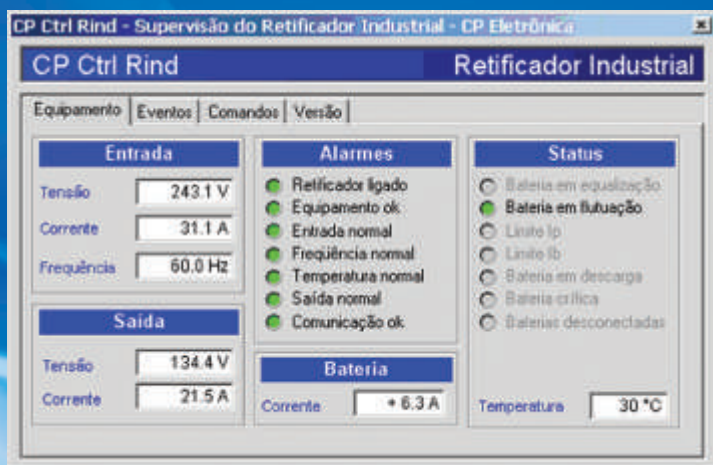 CP Ctrl Rind - Supervisão do Retificador Industrial - CP Eletrônica
CP Ctrl Rind Retificador Industrial
Equipamento Eventos Comandos Versão
Entrada
Tensão 243.1 V
Corrente 31.1 A
Frequência 60.0 Hz
Saída
Tensão 134.4 V
Corrente 21.5 A
Alarmes
Retificador ligado
Equipamento ok
Entrada normal
Freqüência normal
Temperatura normal
Saída normal
Comunicação ok
Bateria
Corrente + 6.3 A
Status
Bateria em equalização
Bateria em flutuação
Limite Ip
Limite Ib
Bateria em descarga
Bateria crítica
Baterias desconectadas
Temperatura 30 °C